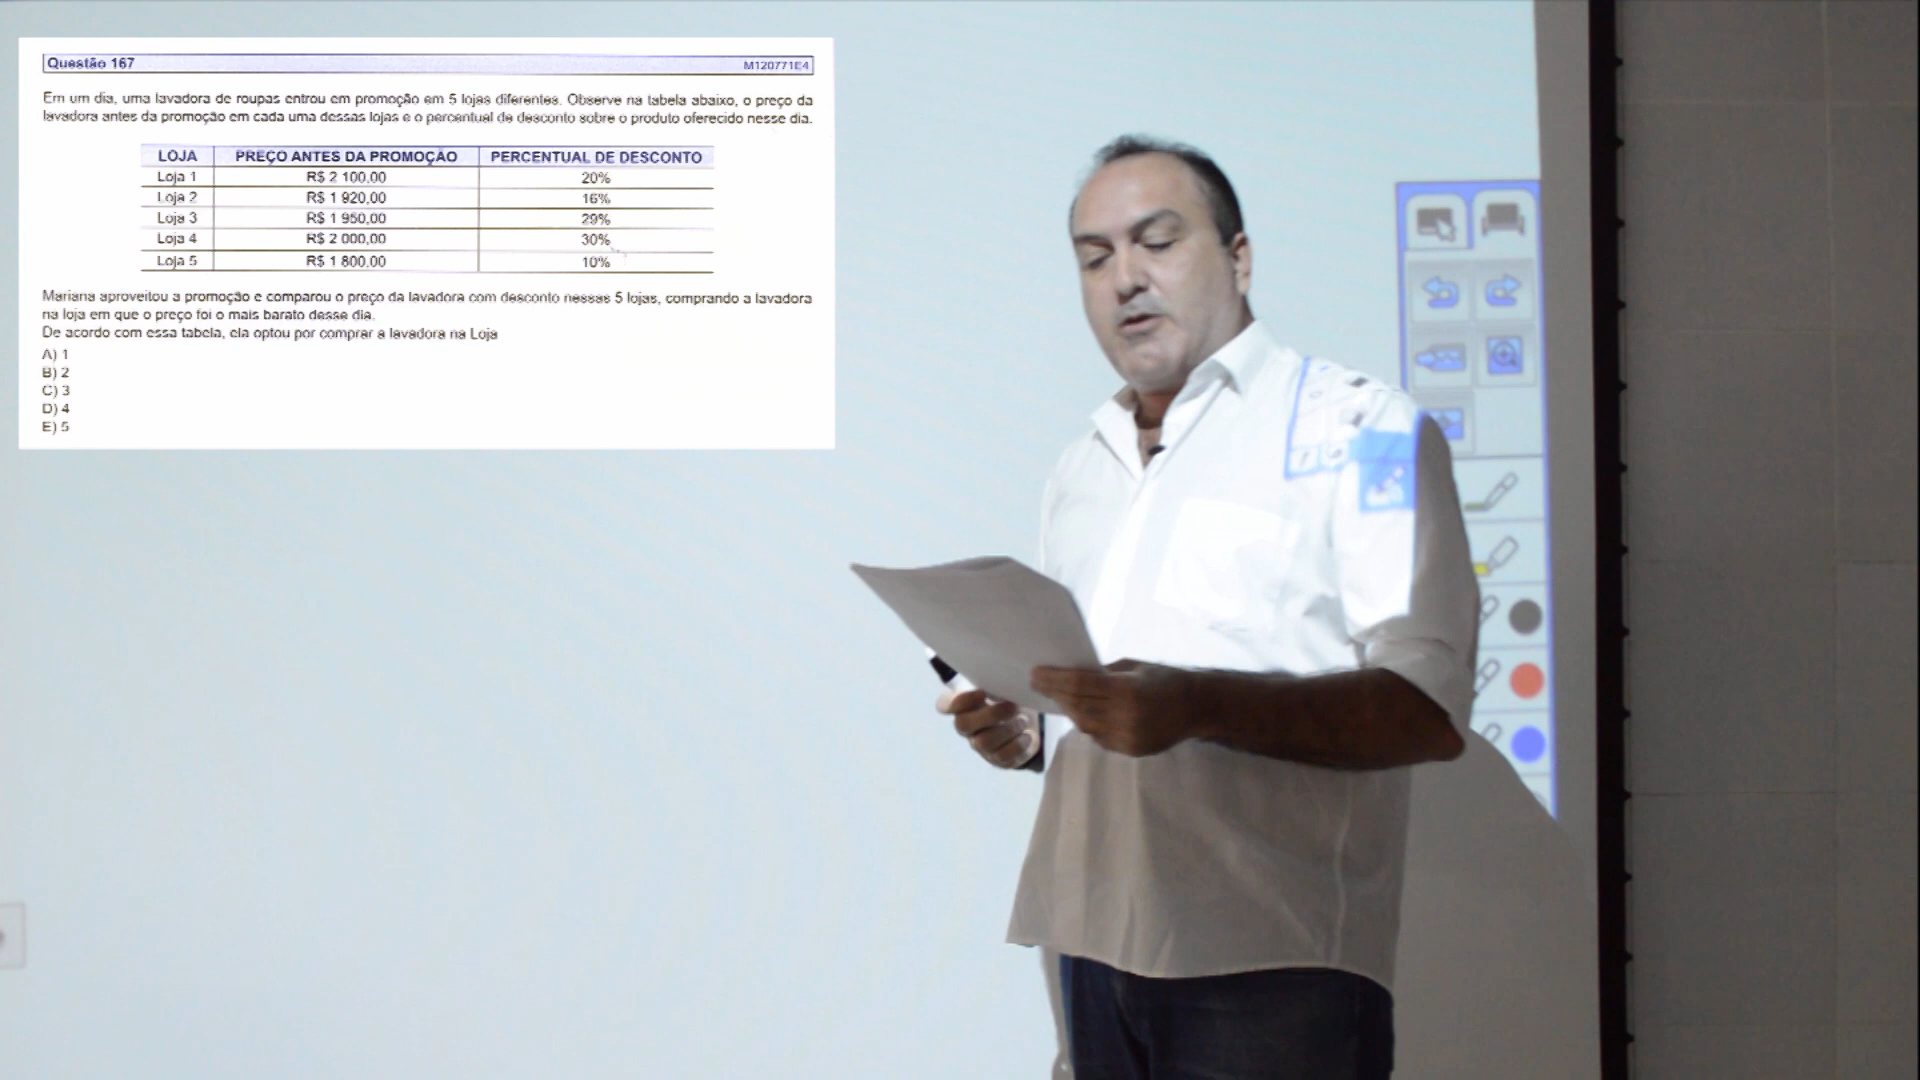 Questão 167
M120771E4
Em um dia, uma lavadora de roupas entrou em promoção em 5 lojas diferentes. Observe na tabela abaixo, o preço da
lavadora antes da promoção em cada uma dessas lojas e o percentual de desconto sobre o produto oferecido nesse dia.
LOJA PREÇO ANTES DA PROMOÇÃO PERCENTUAL DE DESCONTO
Loja 1 R$ 2 100,00 20%
Loja 2 R$ 1 920,00 16%
Loja 3 R$ 1 950,00 29%
Loja 4 R$ 2 000,00 30%
Loja 5 R$ 1 800,00 10%
Mariana aproveitou a promoção e comparou o preço da lavadora com desconto nessas 5 lojas, comprando a lavadora
na loja em que o preço foi o mais barato desse dia.
De acordo com essa tabela, ela optou por comprar a lavadora na Loja
A) 1
B) 2
C) 3
D) 4
E) 5